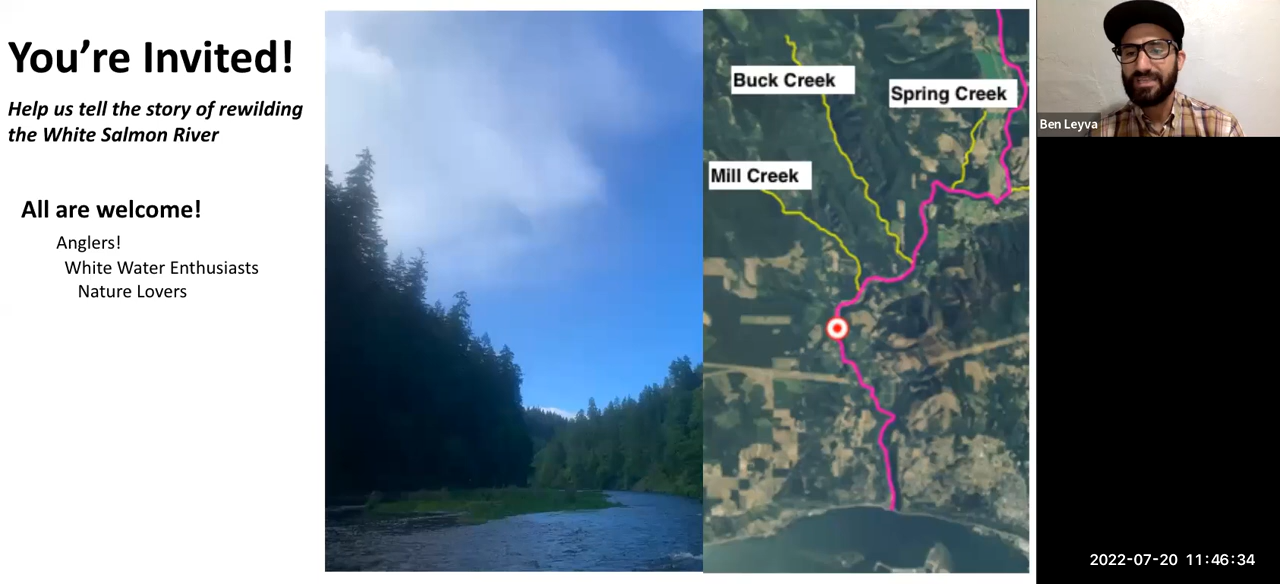 You're Invited!
Help us tell the story of rewilding
the White Salmon River
All are welcome!
Anglers!
White Water Enthusiasts
Nature Lovers
Buck Creek
Spring Creek
Mill Creek
Ben Leyva
2022-07-20 11:46:34